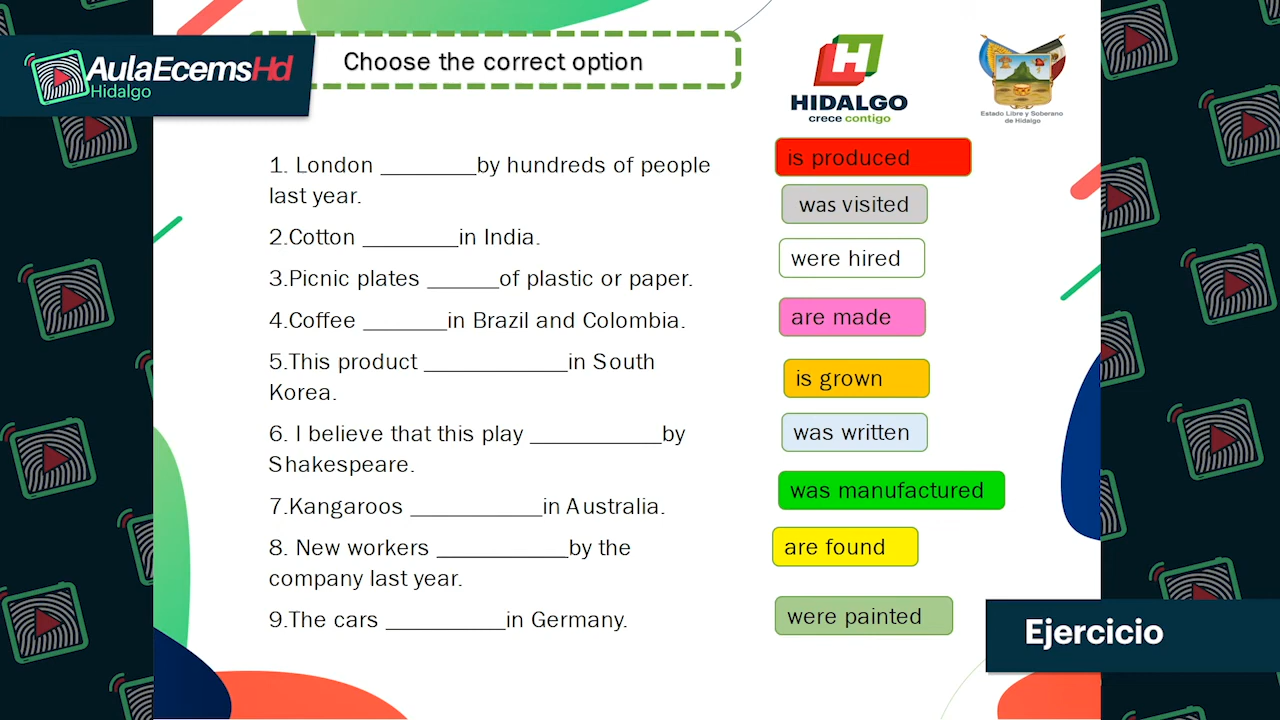 AulaEcemsHd
Hidalgo
Choose the correct option
HIDALGO
crece contigo
Estado Libre y Soberano
de Hidalgo
1. London ________by hundreds of people
last year.
2.Cotton ________in India.
3.Picnic plates ______of plastic or paper.
4.Coffee _______in Brazil and Colombia.
5.This product ____________in South
Korea.
6. I believe that this play ___________by
Shakespeare.
7.Kangaroos ___________in Australia.
8. New workers ___________by the
company last year.
9.The cars __________in Germany.
is produced
was visited
were hired
are made
is grown
was written
was manufactured
are found
were painted
Ejercicio